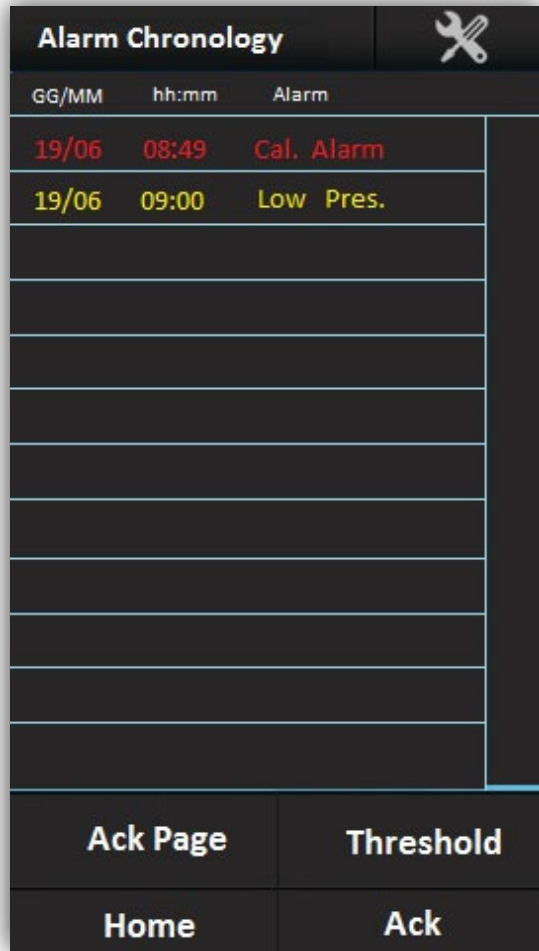 Alarm Chronology
GG/MM hh:mm Alarm
19/06 08:49 Cal. Alarm
19/06 09:00 Low Pres.
Ack Page Threshold
Home Ack